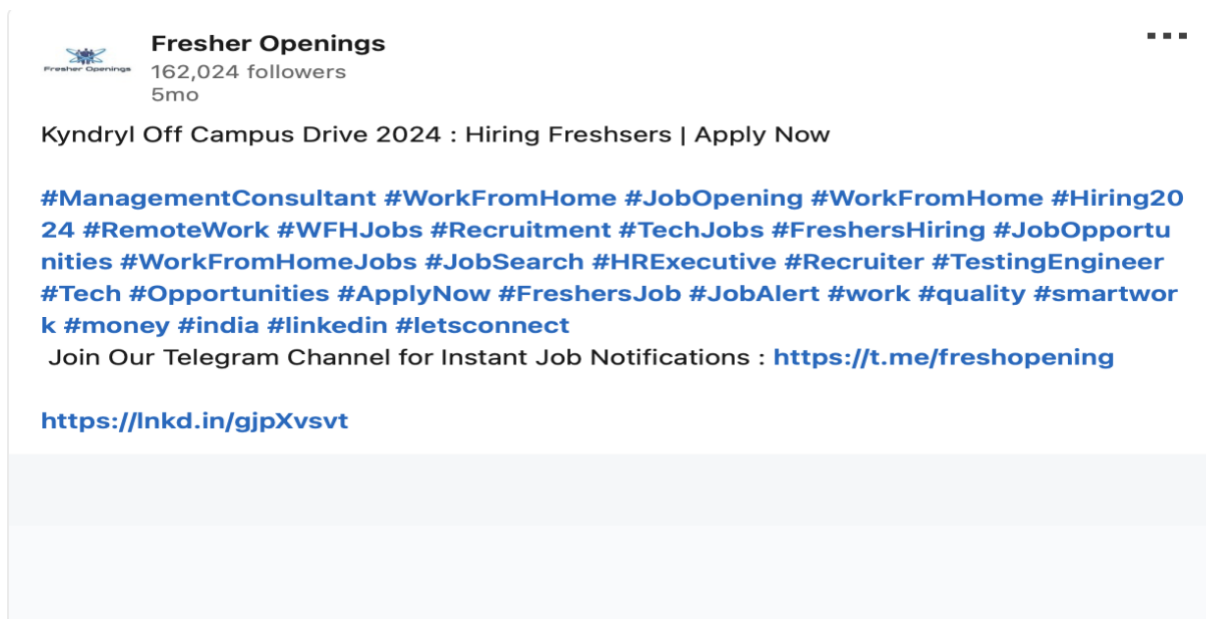 Fresher Openings
Fresher Openings
162,024 followers
5mo
Kyndryl Off Campus Drive 2024 : Hiring Freshsers | Apply Now
#ManagementConsultant #WorkFromHome #JobOpening #WorkFromHome #Hiring20
24 #RemoteWork #WFHJobs #Recruitment #TechJobs #FreshersHiring #JobOpportu
nities #WorkFromHomeJobs #JobSearch #HRExecutive #Recruiter #TestingEngineer
#Tech #Opportunities #ApplyNow #FreshersJob #JobAlert #work #quality #smartwor
k #money #india #linkedin #letsconnect
Join Our Telegram Channel for Instant Job Notifications : https://t.me/freshopening
https://lnkd.in/gjpXvsvt